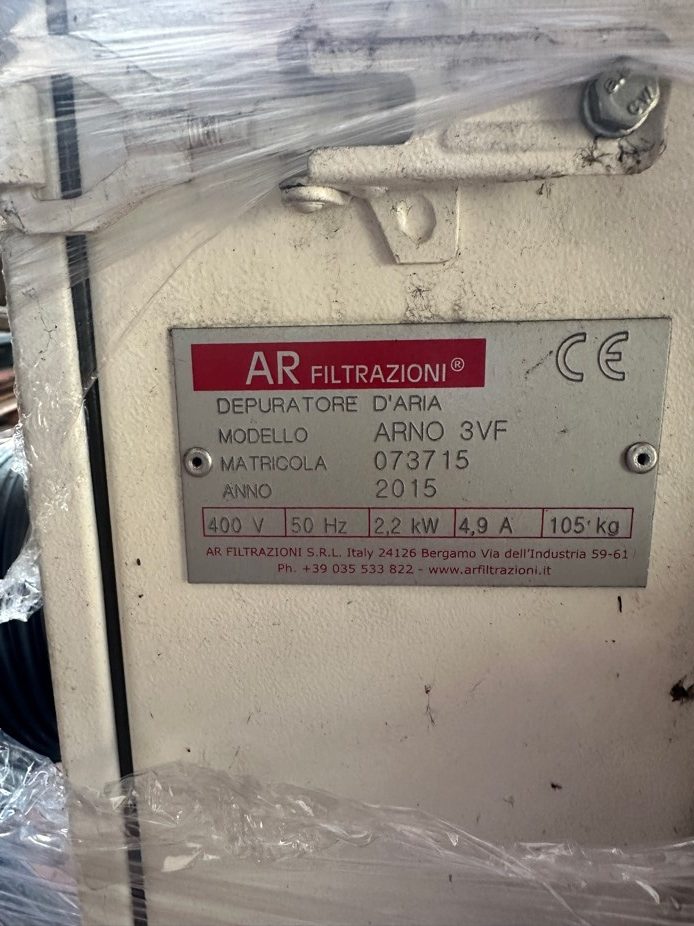 AR FILTRAZIONI®
CE
DEPURATORE D'ARIA
MODELLO ARNO 3VF
MATRICOLA 073715
ANNO 2015
400 V 50 Hz 2,2 kW 4,9 A 105 kg
AR FILTRAZIONI S.R.L. Italy 24126 Bergamo Via dell'Industria 59-61
Ph. +39 035 533 822 - www.arfiltrazioni.it